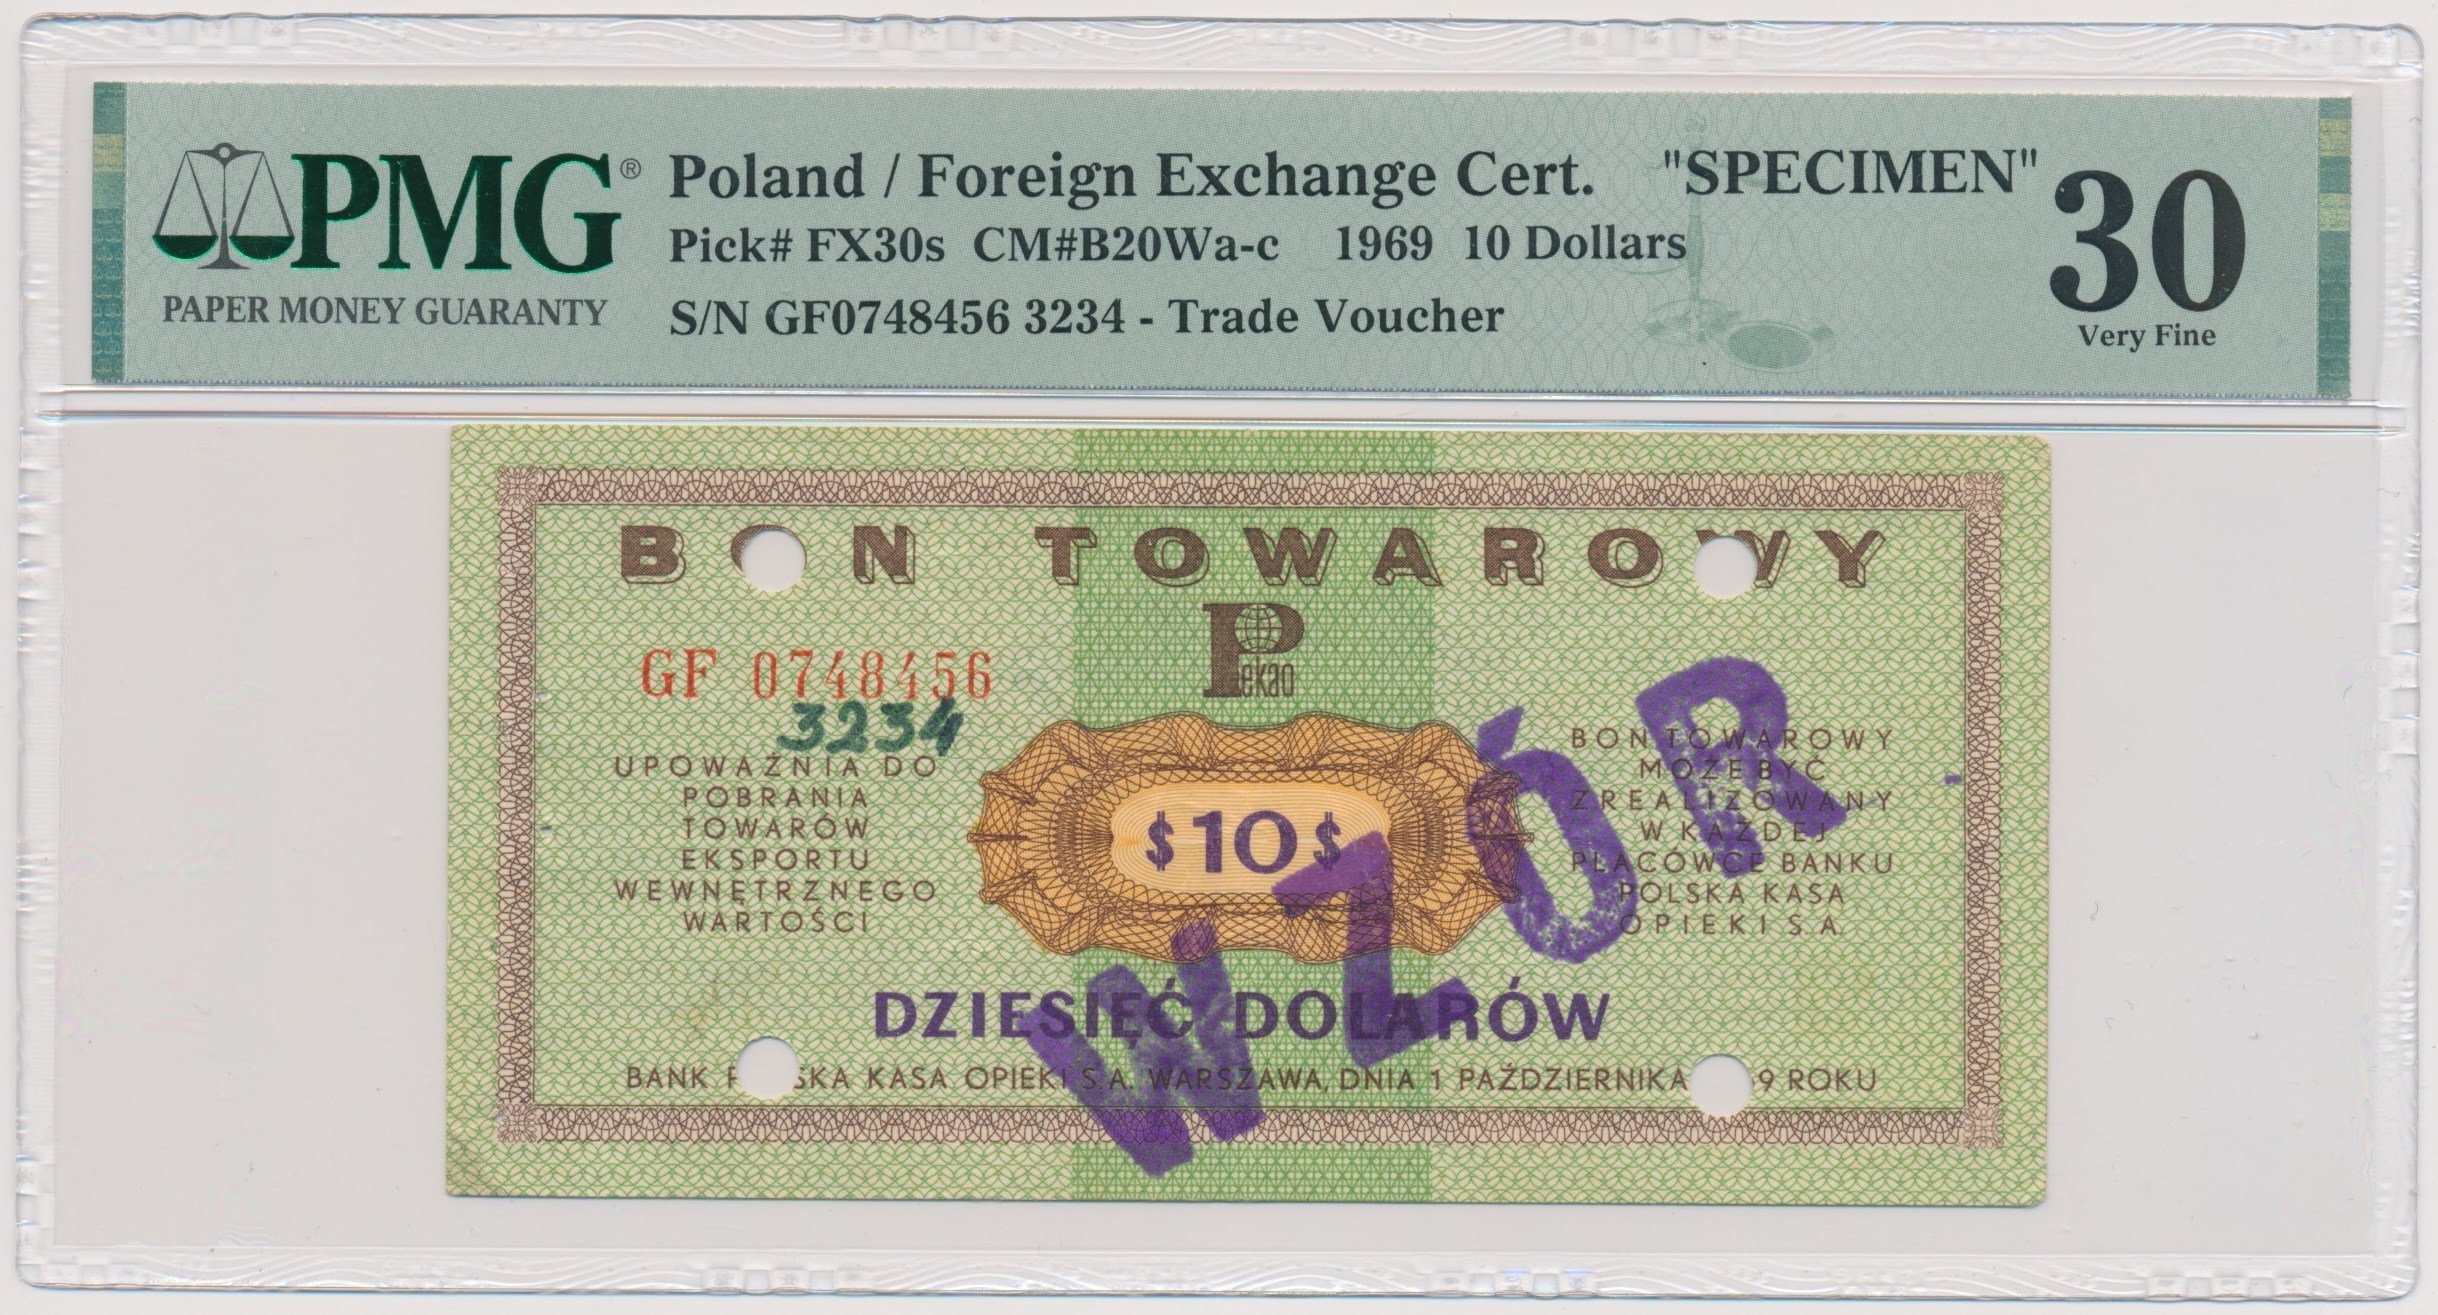 PMG®
PAPER MONEY GUARANTY
Poland / Foreign Exchange Cert. "SPECIMEN"
Pick# FX30s CM#B20Wa-c 1969 10 Dollars
S/N GF0748456 3234 - Trade Voucher
30
Very Fine
B N TOWAROWY
Pekao
GF 0748456
3234
UPOWAŻNIA DO
POBRANIA
TOWARÓW
EKSPORTU
WEWNĘTRZNEGO
WARTOŚCI
$10$
BON TOWAROWY
MOŻE BYĆ
ZREALIZOWANY
W KAŻDEJ
PLACÓWCE BANKU
POLSKA KASA
OPIEKI S.A.
WZÓR
DZIESIĘĆ DOLARÓW
BANK P SKA KASA OPIEKI S.A. WARSZAWA, DNIA 1 PAŹDZIERNIKA 9 ROKU